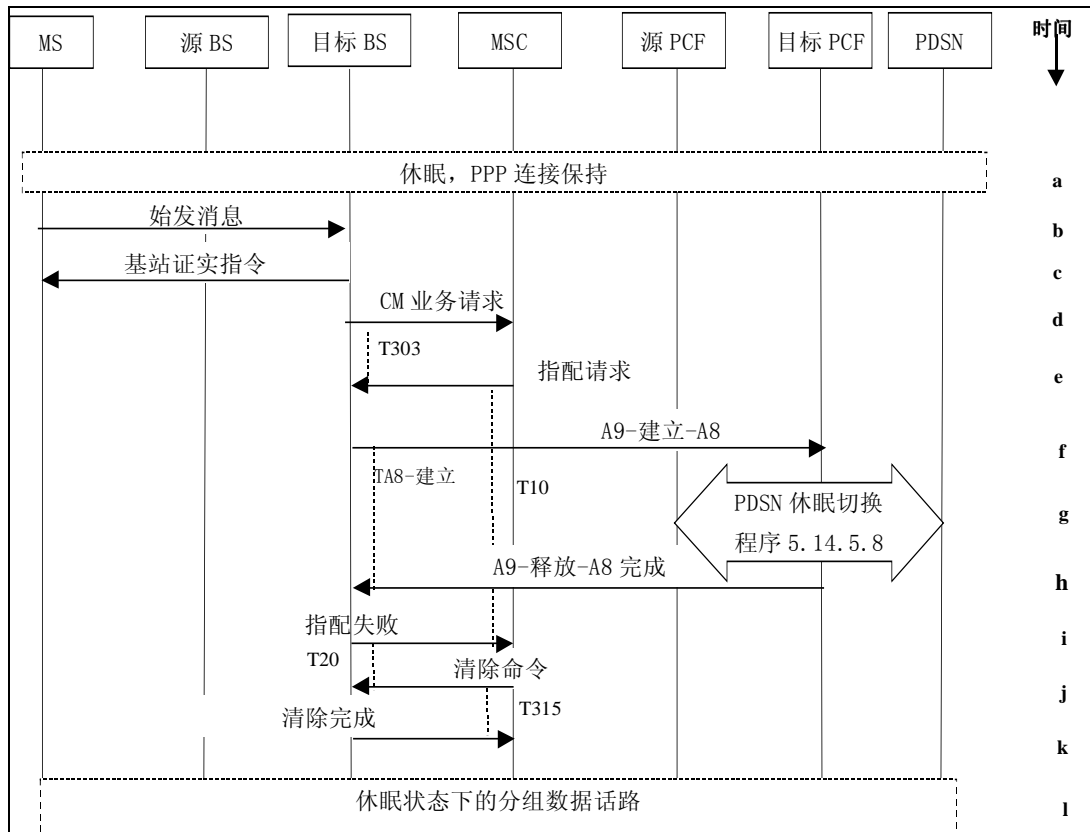 MS
源 BS
目标 BS
MSC
源 PCF
目标 PCF
PDSN
时间
休眠，PPP 连接保持
a
始发消息
b
基站证实指令
c
CM 业务请求
d
T303
指配请求
e
A9-建立-A8
f
TA8-建立
T10
PDSN 休眠切换
程序 5.14.5.8
g
A9-释放-A8 完成
h
指配失败
i
T20
清除命令
j
T315
清除完成
k
休眠状态下的分组数据话路
l